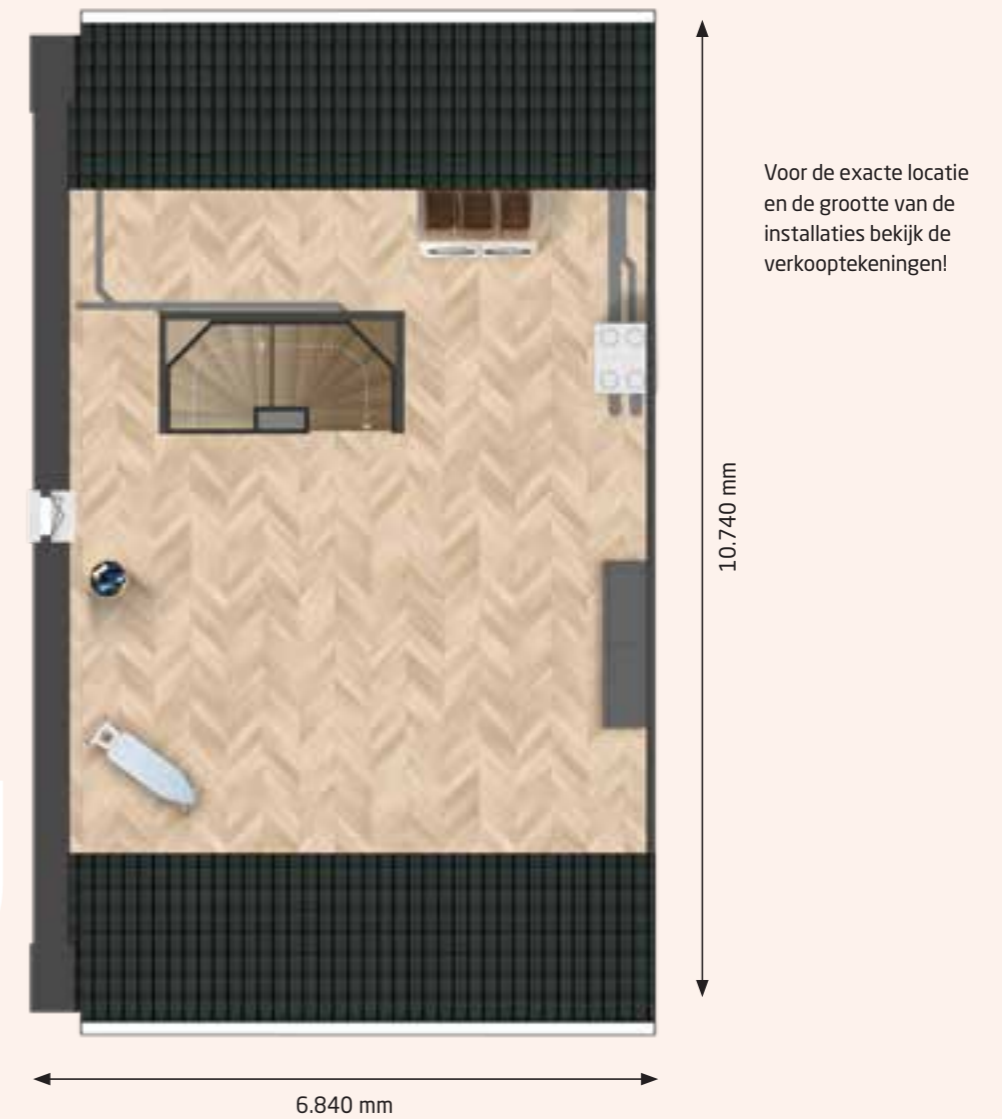 Voor de exacte locatie
en de grootte van de
installaties bekijk de
verkooptekeningen!
10.740 mm
6.840 mm